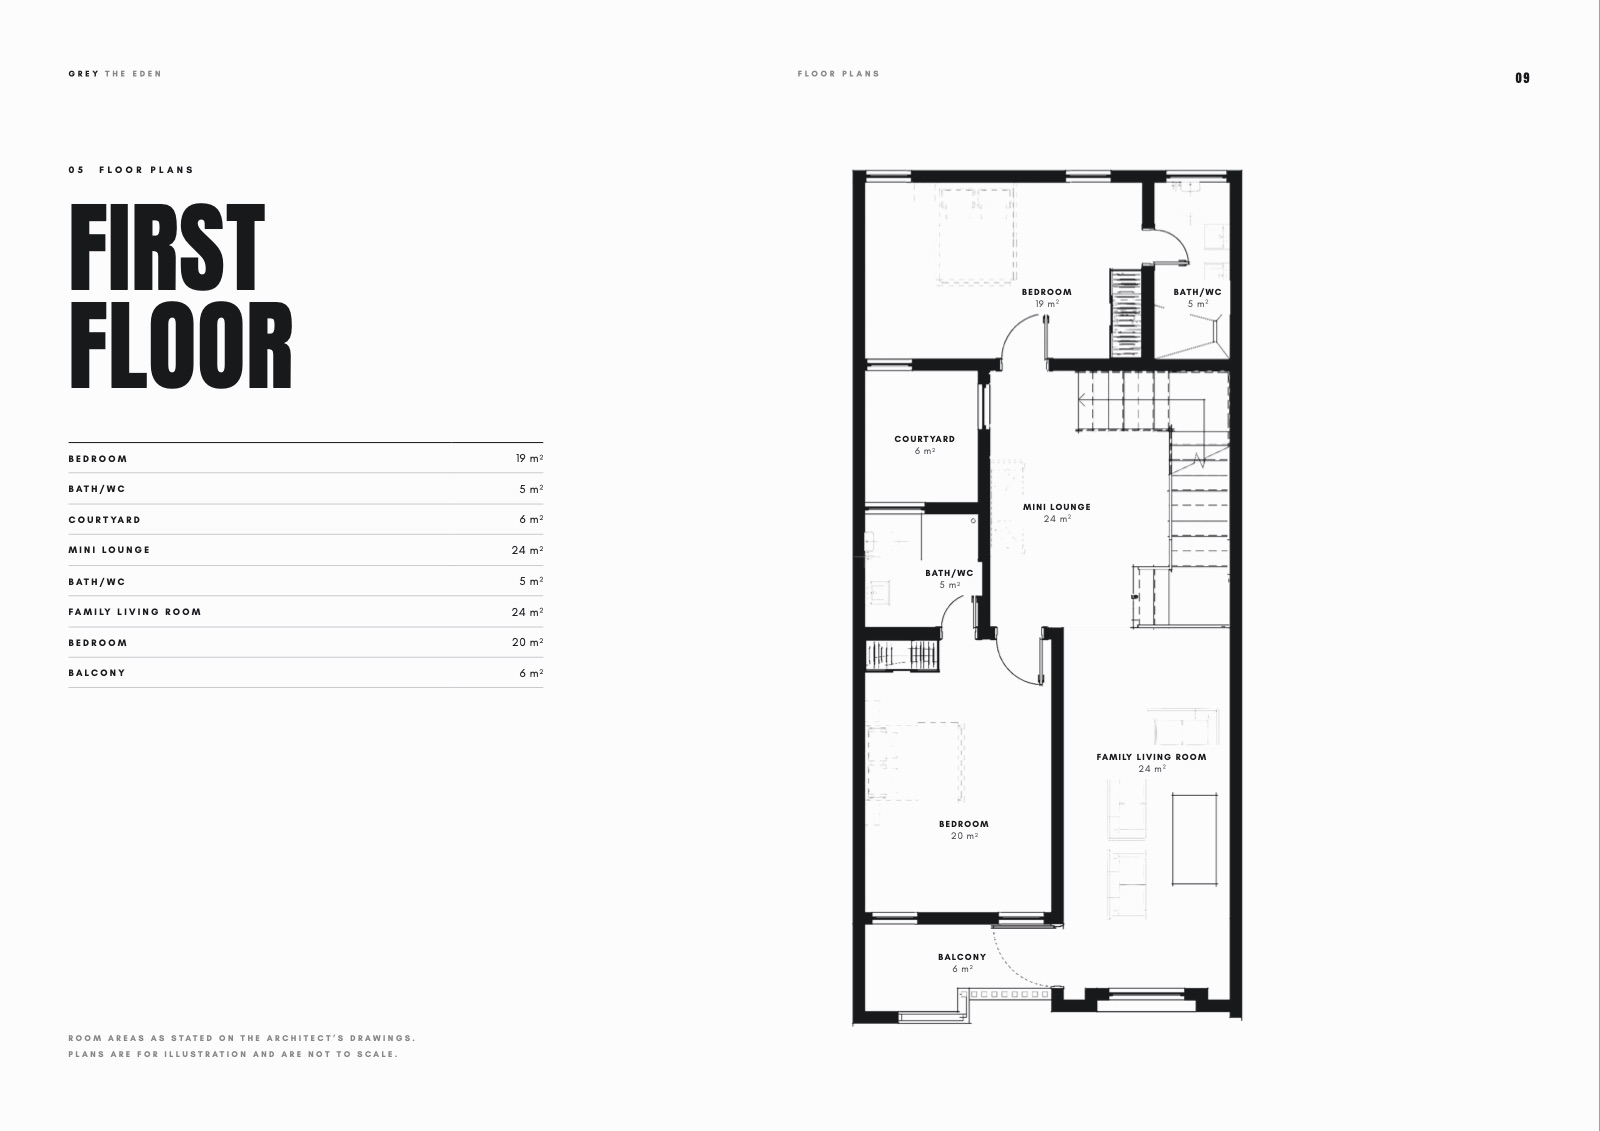 GREY THE EDEN
FLOOR PLANS
09
05 FLOOR PLANS
FIRST
FLOOR
BEDROOM 19 m²
BATH/WC 5 m²
COURTYARD 6 m²
MINI LOUNGE 24 m²
BATH/WC 5 m²
FAMILY LIVING ROOM 24 m²
BEDROOM 20 m²
BALCONY 6 m²
ROOM AREAS AS STATED ON THE ARCHITECT'S DRAWINGS.
PLANS ARE FOR ILLUSTRATION AND ARE NOT TO SCALE.
BEDROOM
19 m²
BATH/WC
5 m²
COURTYARD
6 m²
MINI LOUNGE
24 m²
BATH/WC
5 m²
FAMILY LIVING ROOM
24 m²
BEDROOM
20 m²
BALCONY
6 m²